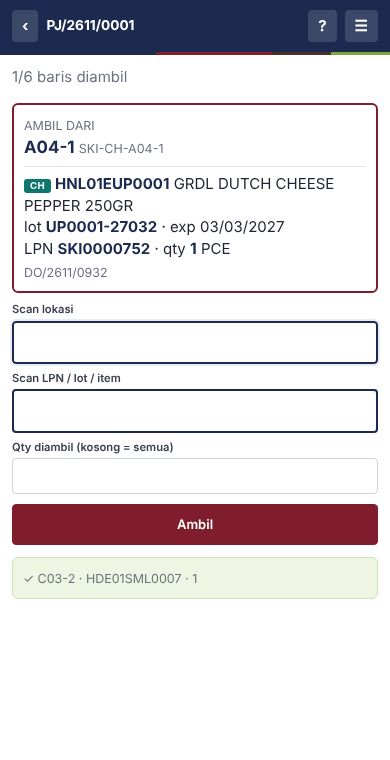 ‹ PJ/2611/0001 ? ☰
1/6 baris diambil
AMBIL DARI
A04-1 SKI-CH-A04-1
CH HNL01EUP0001 GRDL DUTCH CHEESE
PEPPER 250GR
lot UP0001-27032 · exp 03/03/2027
LPN SKI0000752 · qty 1 PCE
DO/2611/0932
Scan lokasi
Scan LPN / lot / item
Qty diambil (kosong = semua)
Ambil
✓ C03-2 · HDE01SML0007 · 1